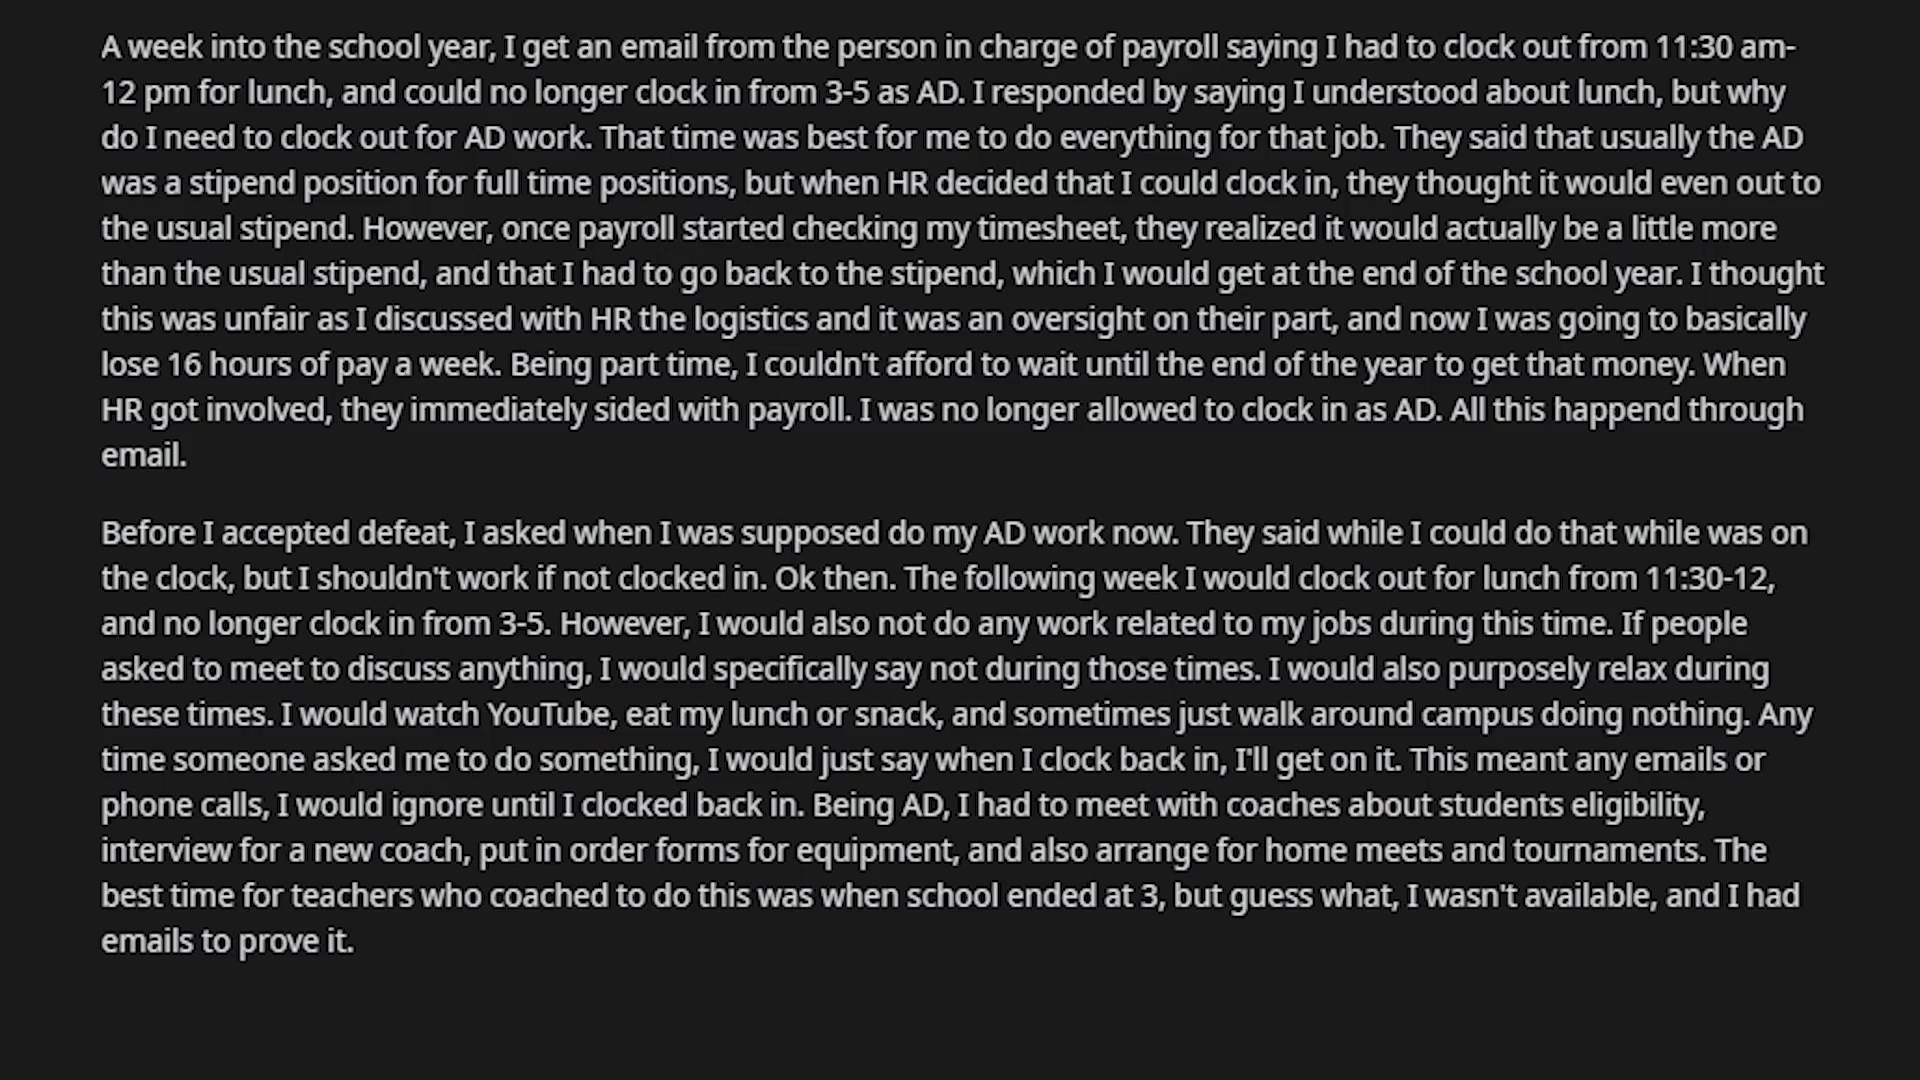 A week into the school year, I get an email from the person in charge of payroll saying I had to clock out from 11:30 am-
12 pm for lunch, and could no longer clock in from 3-5 as AD. I responded by saying I understood about lunch, but why
do I need to clock out for AD work. That time was best for me to do everything for that job. They said that usually the AD
was a stipend position for full time positions, but when HR decided that I could clock in, they thought it would even out to
the usual stipend. However, once payroll started checking my timesheet, they realized it would actually be a little more
than the usual stipend, and that I had to go back to the stipend, which I would get at the end of the school year. I thought
this was unfair as I discussed with HR the logistics and it was an oversight on their part, and now I was going to basically
lose 16 hours of pay a week. Being part time, I couldn't afford to wait until the end of the year to get that money. When
HR got involved, they immediately sided with payroll. I was no longer allowed to clock in as AD. All this happend through
email.
Before I accepted defeat, I asked when I was supposed do my AD work now. They said while I could do that while was on
the clock, but I shouldn't work if not clocked in. Ok then. The following week I would clock out for lunch from 11:30-12,
and no longer clock in from 3-5. However, I would also not do any work related to my jobs during this time. If people
asked to meet to discuss anything, I would specifically say not during those times. I would also purposely relax during
these times. I would watch YouTube, eat my lunch or snack, and sometimes just walk around campus doing nothing. Any
time someone asked me to do something, I would just say when I clock back in, I'll get on it. This meant any emails or
phone calls, I would ignore until I clocked back in. Being AD, I had to meet with coaches about students eligibility,
interview for a new coach, put in order forms for equipment, and also arrange for home meets and tournaments. The
best time for teachers who coached to do this was when school ended at 3, but guess what, I wasn't available, and I had
emails to prove it.